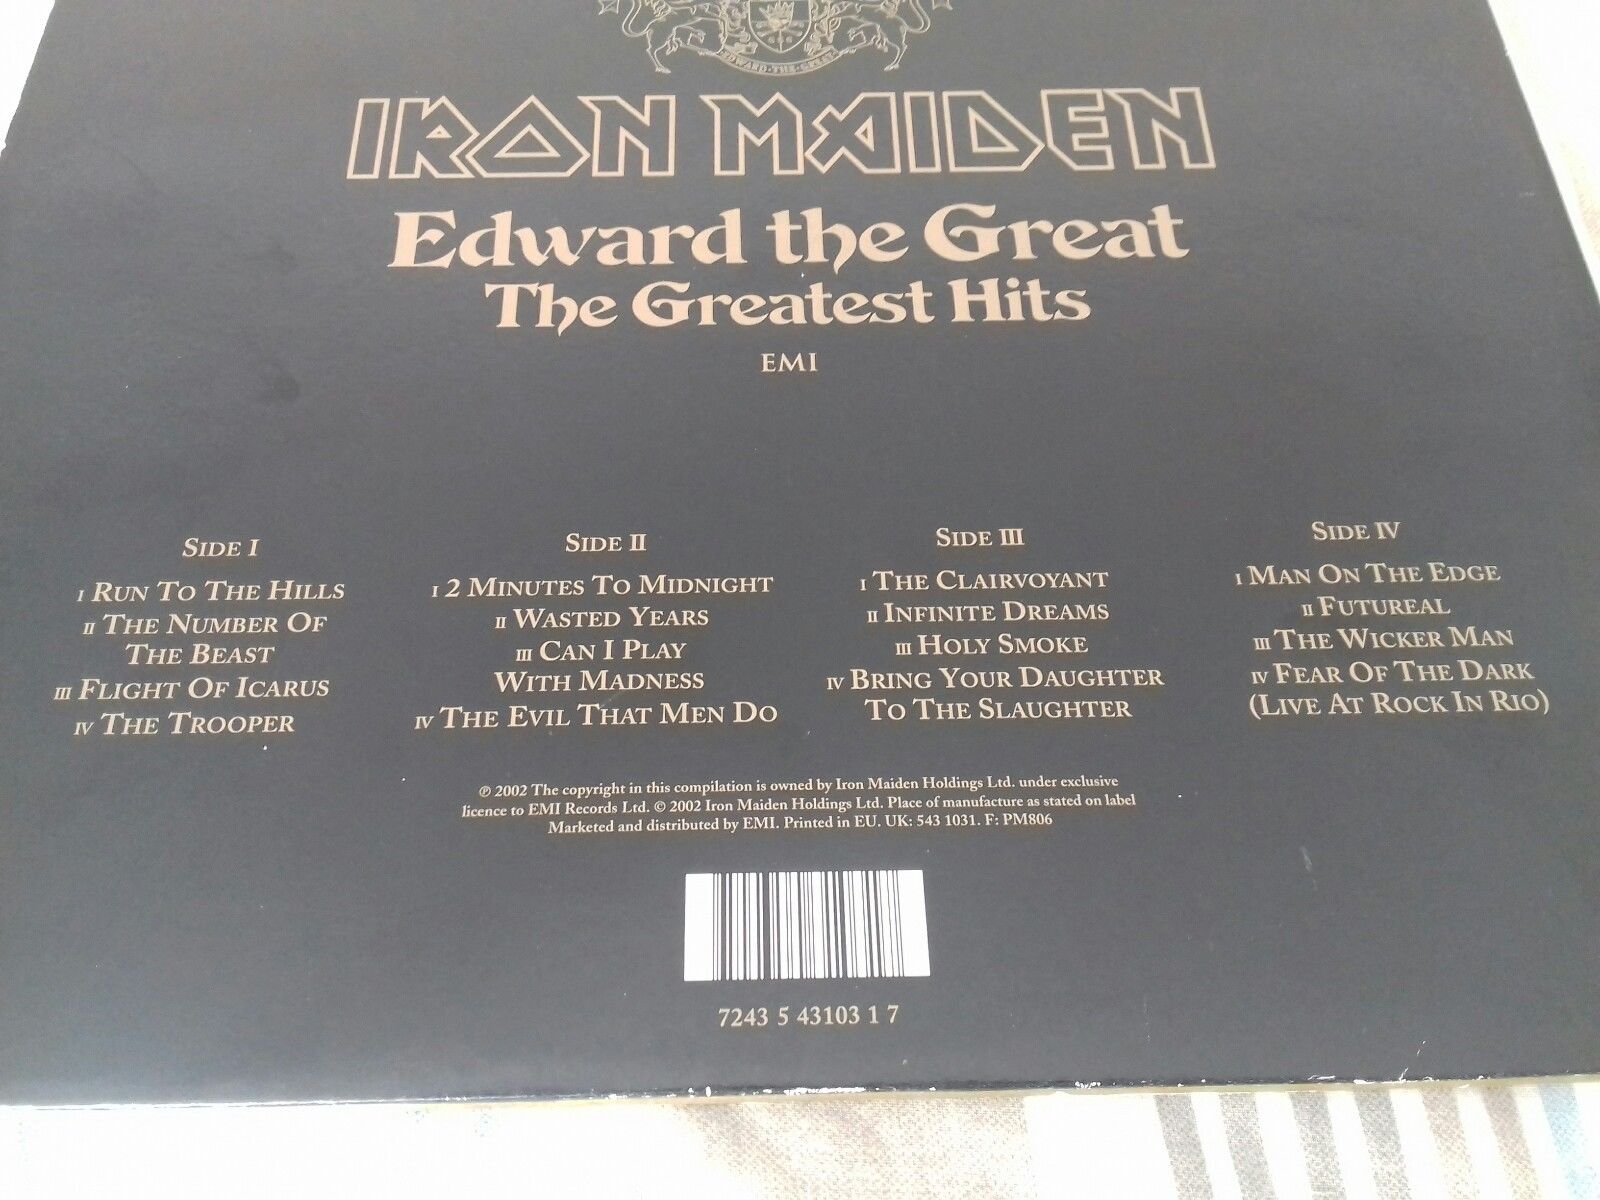 666
EDWARD · THE · GREAT
IRON MAIDEN
Edward the Great
The Greatest Hits
EMI
SIDE I
I RUN TO THE HILLS
II THE NUMBER OF
THE BEAST
III FLIGHT OF ICARUS
IV THE TROOPER
SIDE II
I 2 MINUTES TO MIDNIGHT
II WASTED YEARS
III CAN I PLAY
WITH MADNESS
IV THE EVIL THAT MEN DO
SIDE III
I THE CLAIRVOYANT
II INFINITE DREAMS
III HOLY SMOKE
IV BRING YOUR DAUGHTER
TO THE SLAUGHTER
SIDE IV
I MAN ON THE EDGE
II FUTUREAL
III THE WICKER MAN
IV FEAR OF THE DARK
(LIVE AT ROCK IN RIO)
℗ 2002 The copyright in this compilation is owned by Iron Maiden Holdings Ltd. under exclusive
licence to EMI Records Ltd. © 2002 Iron Maiden Holdings Ltd. Place of manufacture as stated on label
Marketed and distributed by EMI. Printed in EU. UK: 543 1031. F: PM806
7243 5 43103 1 7